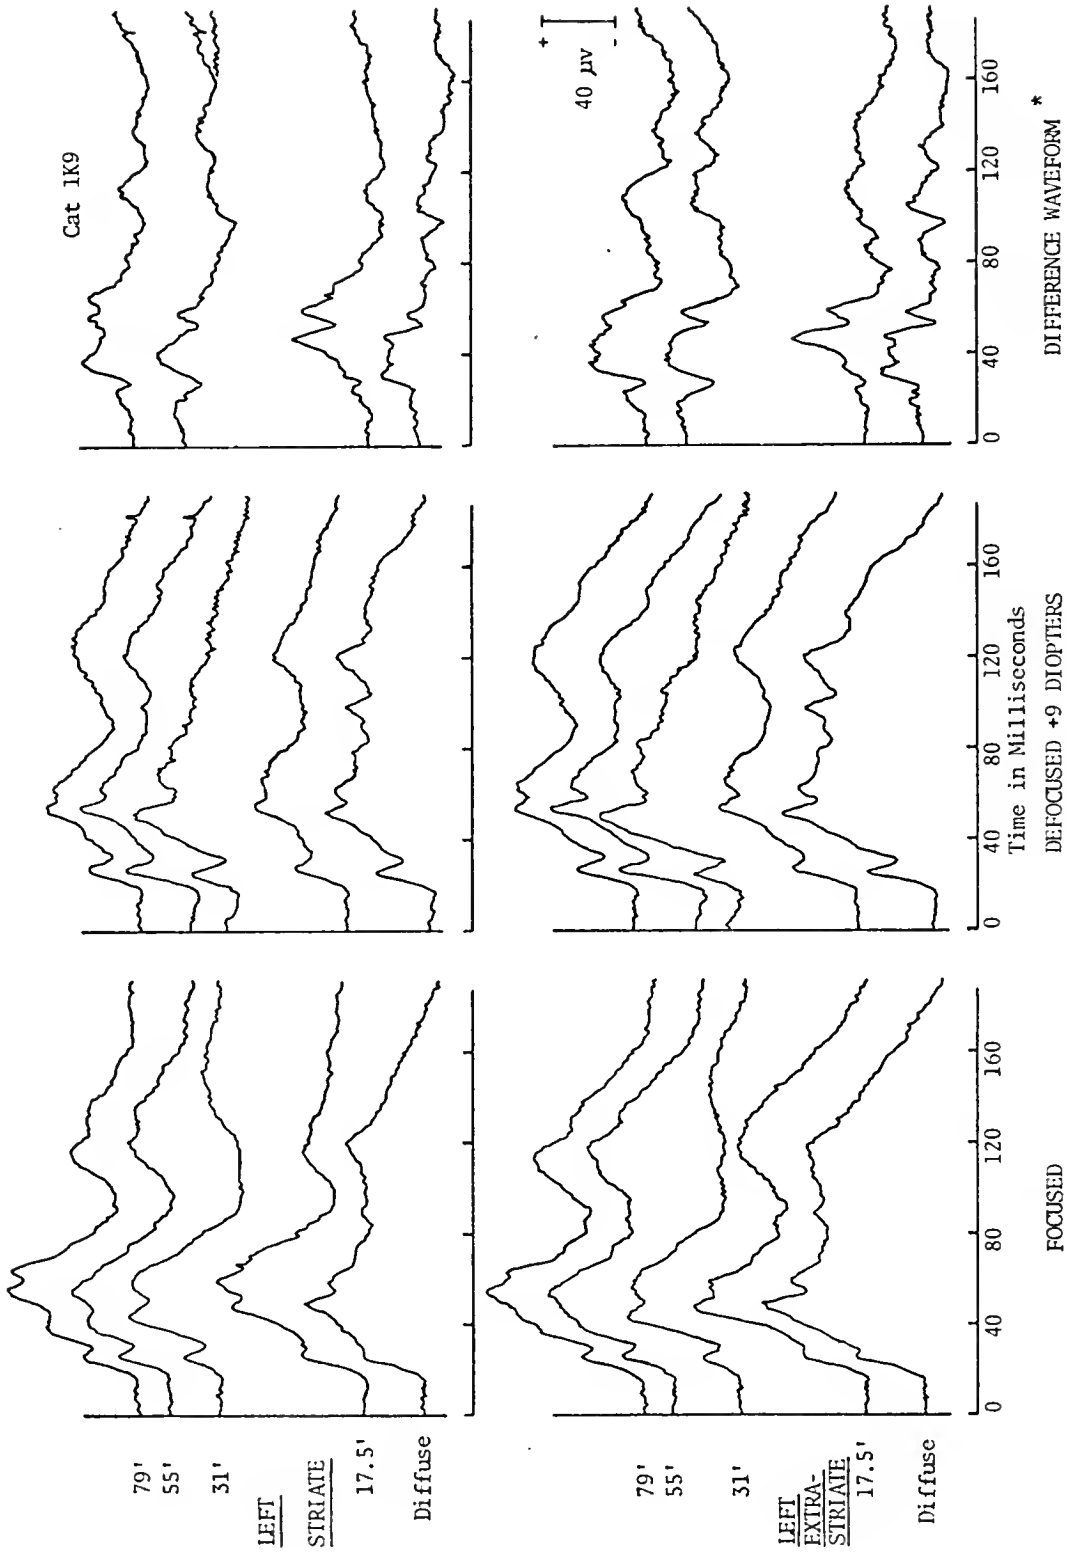 Cat 1K9
79'
55'
31'
LEFT
STRIATE
17.5'
Diffuse
+
40 µv
-
79'
55'
31'
LEFT
EXTRA-
STRIATE
17.5'
Diffuse
0 40 80 120 160
0 40 80 120 160
0 40 80 120 160
Time in Milliseconds
FOCUSED
DEFOCUSED +9 DIOPTERS
DIFFERENCE WAVEFORM *